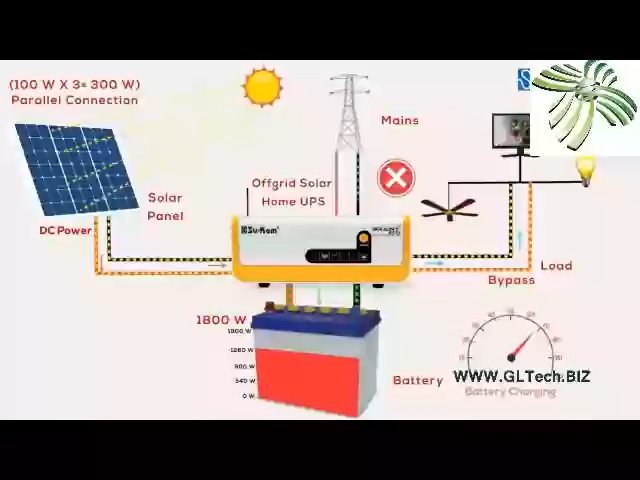 (100 W X 3= 300 W)
Parallel Connection
Mains
Offgrid Solar
Home UPS
Solar
Panel
DC Power
Su-Kam
Load
Bypass
1800 W
1800 W
1260 W
900 W
540 W
0 W
Battery
WWW.GLTech.BIZ
Battery Charging